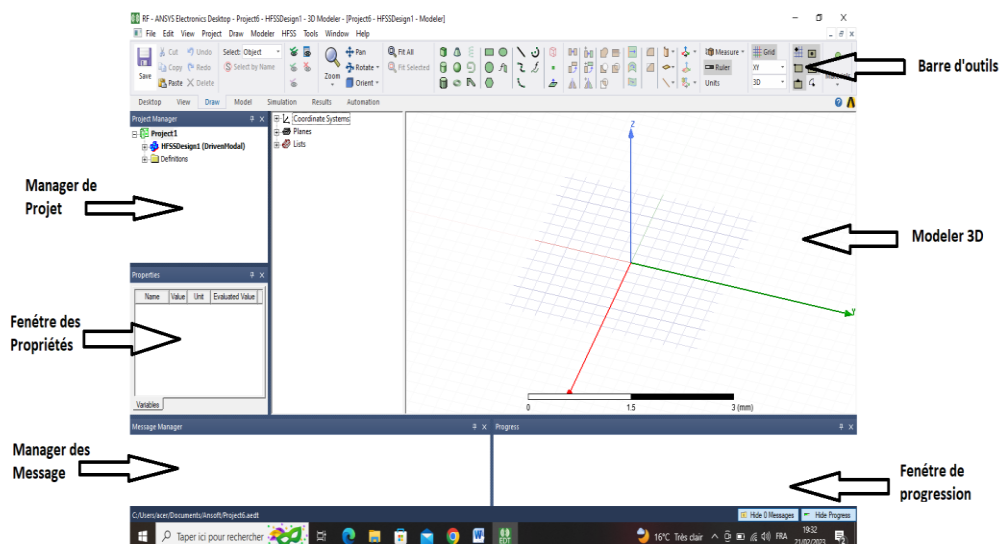 RF - ANSYS Electronics Desktop - Project6 - HFSSDesign1 - 3D Modeler - [Project6 - HFSSDesign1 - Modeler]
File Edit View Project Draw Modeler HFSS Tools Window Help
Save
Cut
Copy
Paste
Undo
Redo
Delete
Select: Object
Select by Name
Zoom
Pan
Rotate
Orient
Fit All
Fit Selected
Measure
Ruler
Units
Grid
XY
3D
Desktop View Draw Model Simulation Results Automation
Barre d'outils
Project Manager
Project1
HFSSDesign1 (DrivenModal)
Definitions
Coordinate Systems
Planes
Lists
Z
Y
0 1.5 3 (mm)
Manager de
Projet
Modeler 3D
Properties
Name Value Unit Evaluated Value
Variables
Fenétre des
Propriétés
Message Manager
Progress
Manager des
Message
Fenétre de
progression
C:/Users/acer/Documents/Ansoft/Project6.aedt
Hide 0 Messages
Hide Progress
Taper ici pour rechercher
EDT
16°C Très clair
FRA
19:32
21/02/2023